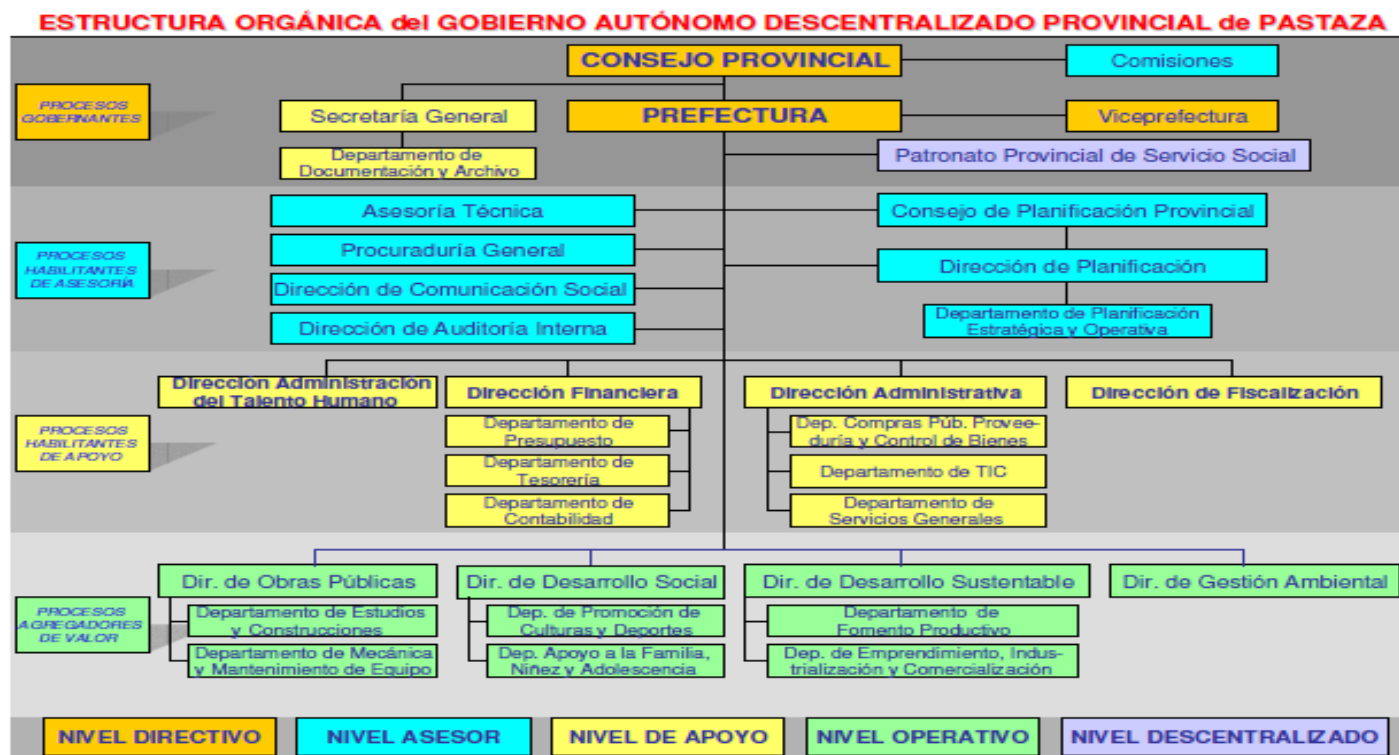 ESTRUCTURA ORGÁNICA del GOBIERNO AUTÓNOMO DESCENTRALIZADO PROVINCIAL de PASTAZA
CONSEJO PROVINCIAL
Comisiones
PROCESOS
GOBERNANTES
Secretaría General
PREFECTURA
Viceprefectura
Departamento de
Documentación y Archivo
Patronato Provincial de Servicio Social
PROCESOS
HABILITANTES
DE ASESORÍA
Asesoría Técnica
Consejo de Planificación Provincial
Procuraduría General
Dirección de Planificación
Dirección de Comunicación Social
Dirección de Auditoría Interna
Departamento de Planificación
Estratégica y Operativa
PROCESOS
HABILITANTES
DE APOYO
Dirección Administración
del Talento Humano
Dirección Financiera
Dirección Administrativa
Dirección de Fiscalización
Departamento de
Presupuesto
Dep. Compras Púb. Provee-
duría y Control de Bienes
Departamento de
Tesorería
Departamento de TIC
Departamento de
Contabilidad
Departamento de
Servicios Generales
PROCESOS
AGREGADORES
DE VALOR
Dir. de Obras Públicas
Dir. de Desarrollo Social
Dir. de Desarrollo Sustentable
Dir. de Gestión Ambiental
Departamento de Estudios
y Construcciones
Dep. de Promoción de
Culturas y Deportes
Departamento de
Fomento Productivo
Departamento de Mecánica
y Mantenimiento de Equipo
Dep. Apoyo a la Familia,
Niñez y Adolescencia
Dep. de Emprendimiento, Indus-
trialización y Comercialización
NIVEL DIRECTIVO
NIVEL ASESOR
NIVEL DE APOYO
NIVEL OPERATIVO
NIVEL DESCENTRALIZADO